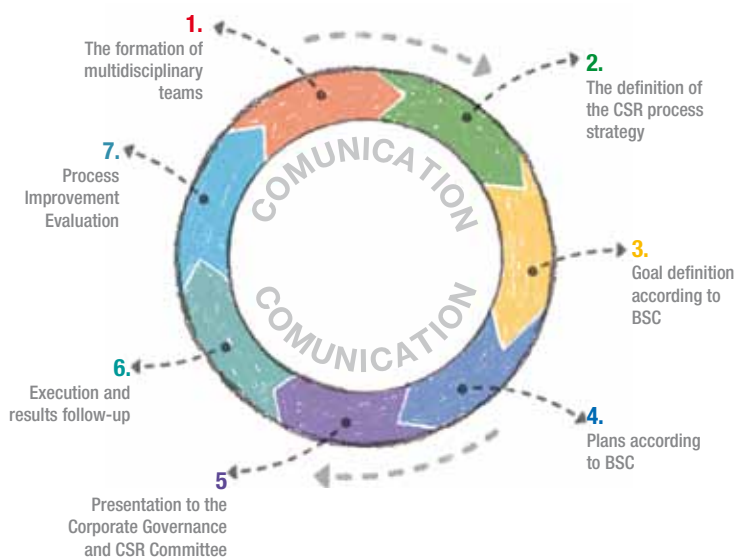 1.
The formation of
multidisciplinary
teams
2.
The definition of
the CSR process
strategy
3.
Goal definition
according to
BSC
4.
Plans according
to BSC
5
Presentation to the
Corporate Governance
and CSR Committee
6.
Execution and
results follow-up
7.
Process
Improvement
Evaluation
COMUNICATION
COMUNICATION